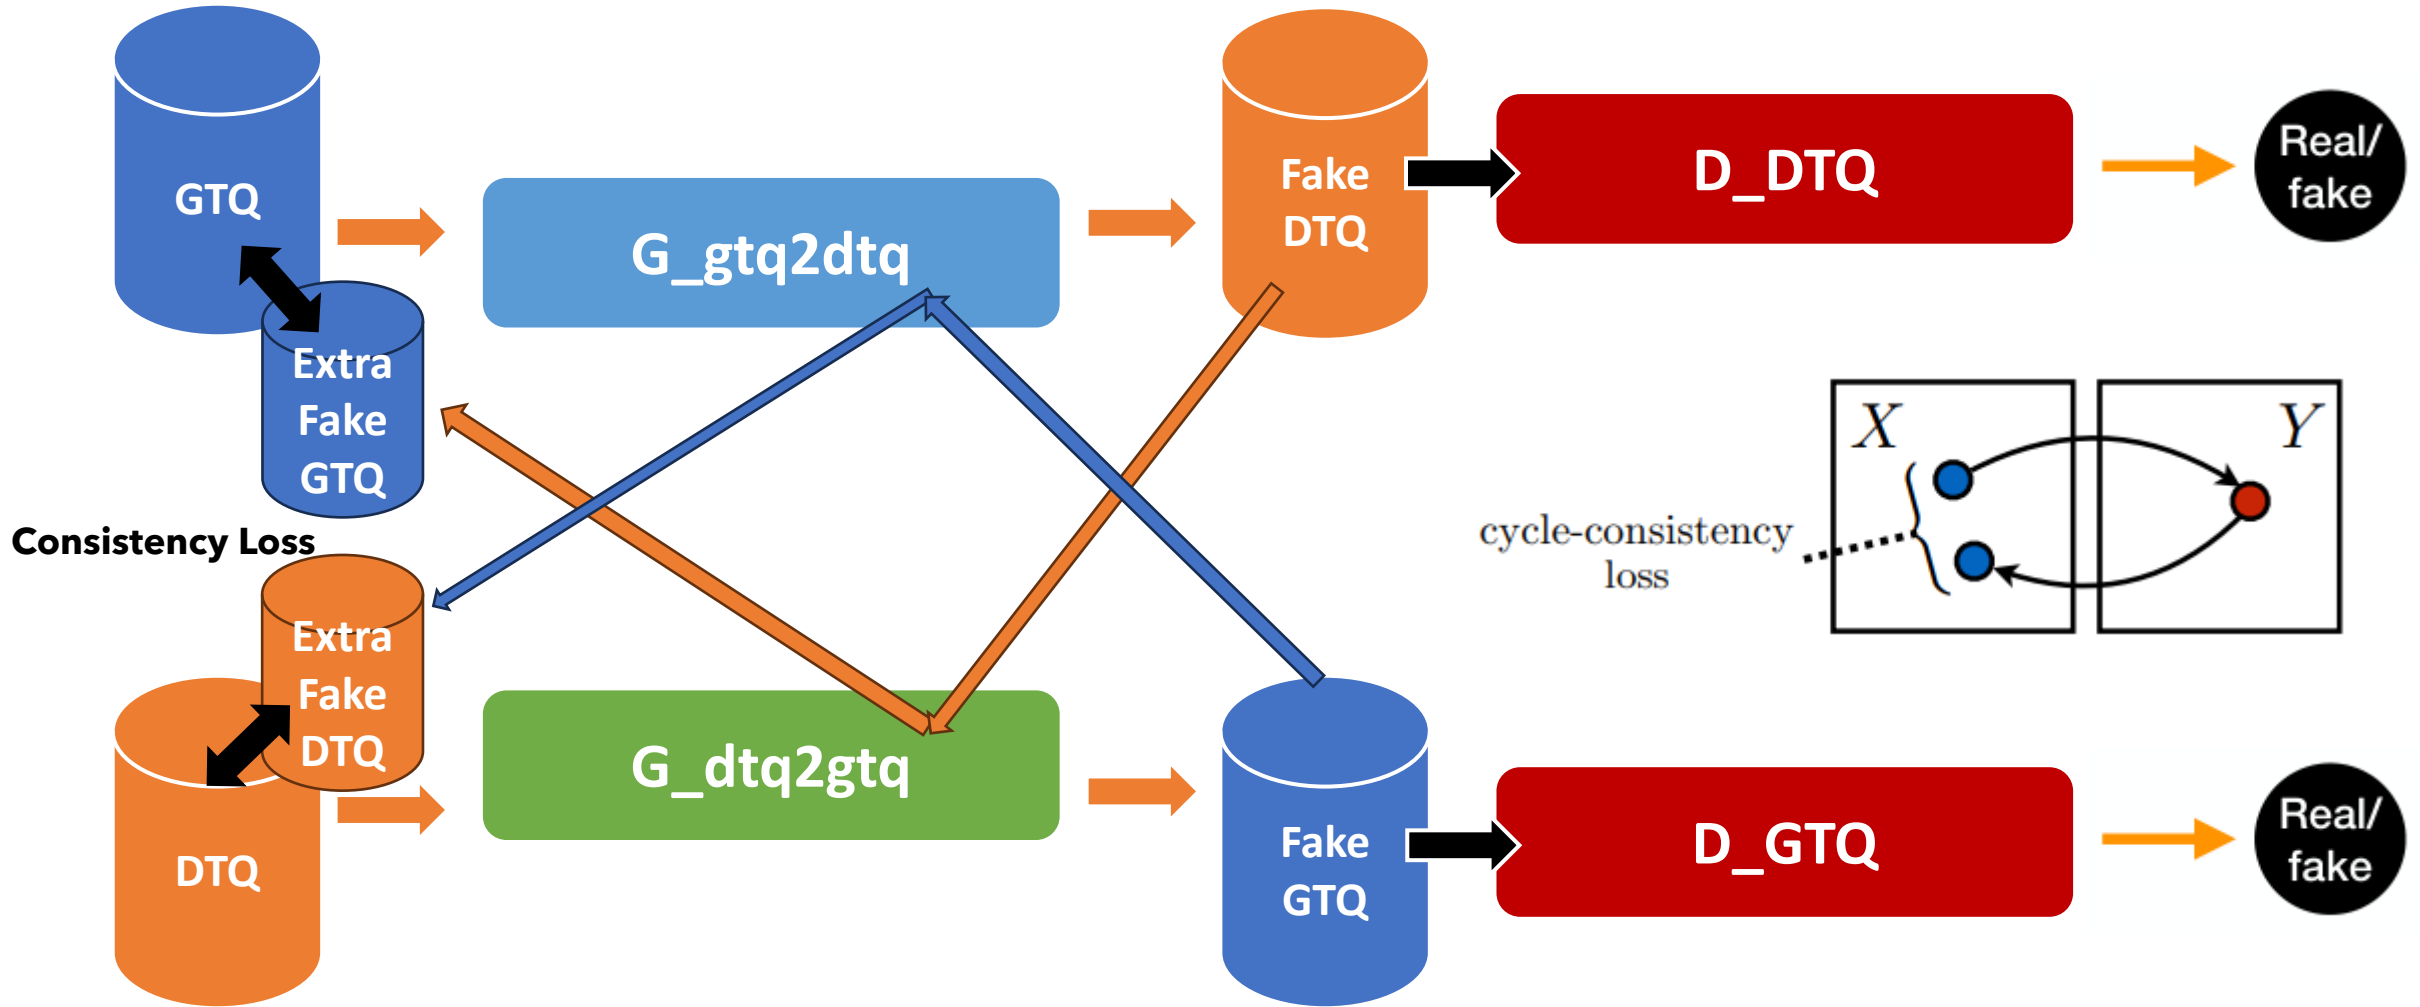 GTQ
G_gtq2dtq
Fake
DTQ
D_DTQ
Real/
fake
Extra
Fake
GTQ
X
Y
cycle-consistency
loss
Consistency Loss
Extra
Fake
DTQ
DTQ
G_dtq2gtq
Fake
GTQ
D_GTQ
Real/
fake